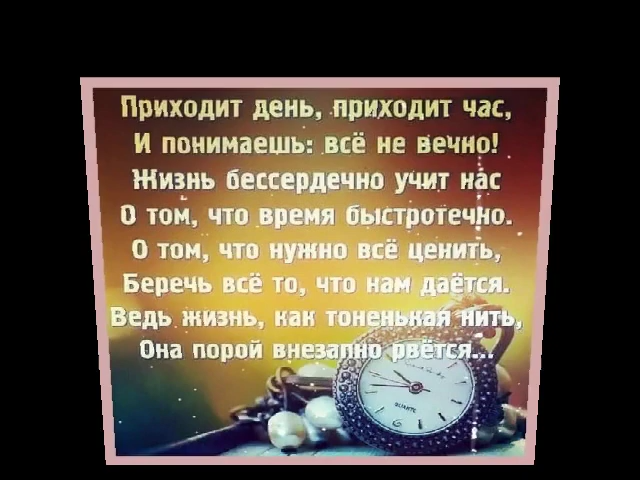 Приходит день, приходит час,
И понимаешь: всё не вечно!
Жизнь бессердечно учит нас
О том, что время быстротечно.
О том, что нужно всё ценить,
Беречь всё то, что нам даётся.
Ведь жизнь, как тоненькая нить,
Она порой внезапно рвётся...
QUARTZ